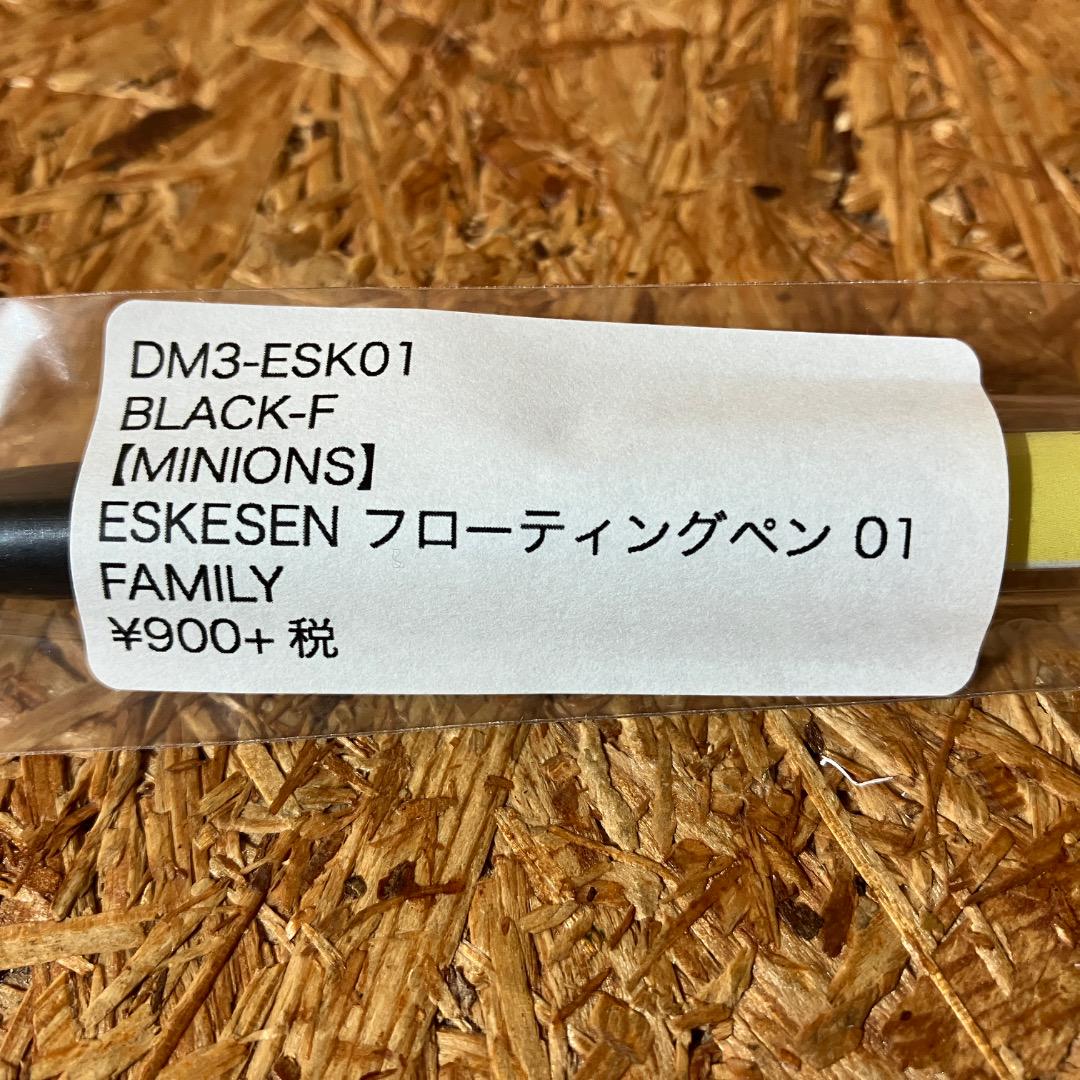 DM3-ESK01
BLACK-F
【MINIONS】
ESKESEN フローティングペン 01
FAMILY
¥900+ 税